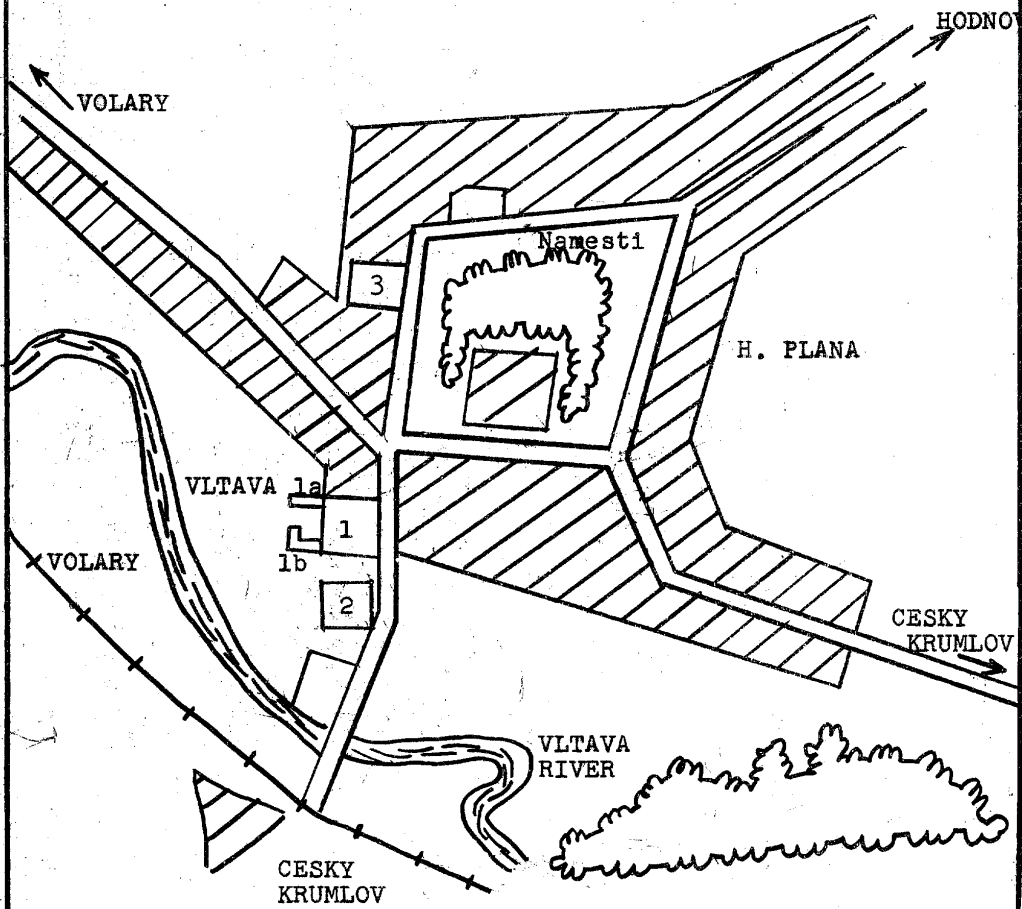 HODNOV
VOLARY
Namesti
3
H. PLANA
VLTAVA 1a
1
1b
VOLARY
2
CESKY
KRUMLOV
VLTAVA
RIVER
CESKY
KRUMLOV